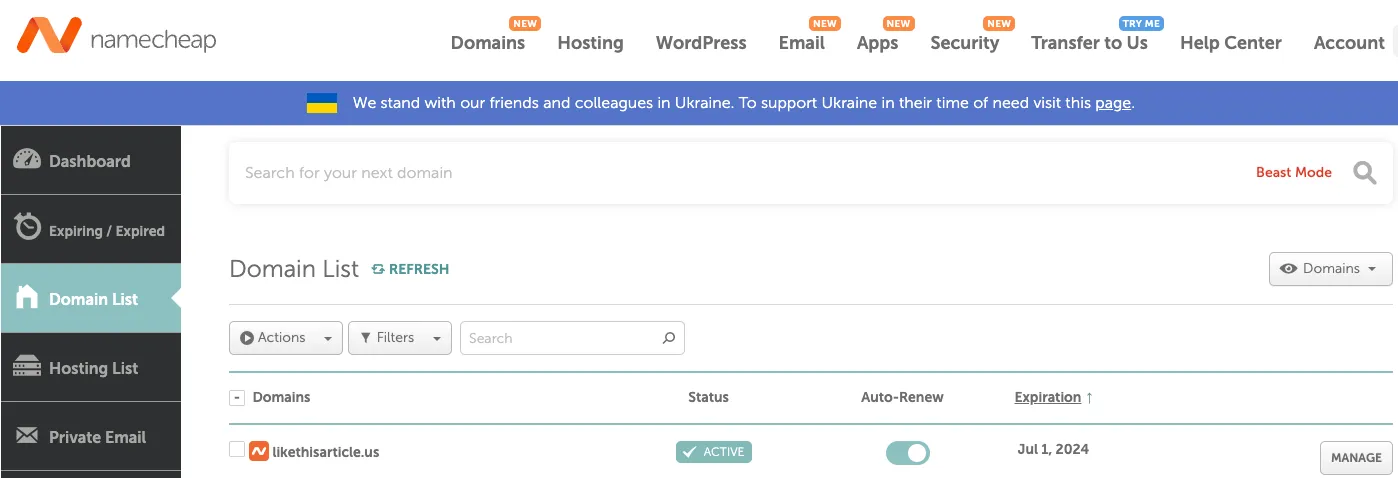 NEW NEW NEW NEW TRY ME
namecheap Domains Hosting WordPress Email Apps Security Transfer to Us Help Center Account
We stand with our friends and colleagues in Ukraine. To support Ukraine in their time of need visit this page.
Dashboard
Search for your next domain Beast Mode
Expiring / Expired
Domain List REFRESH Domains
Domain List
Actions Filters Search
Hosting List
- Domains Status Auto-Renew Expiration ↑
Private Email
likethisarticle.us ACTIVE Jul 1, 2024 MANAGE